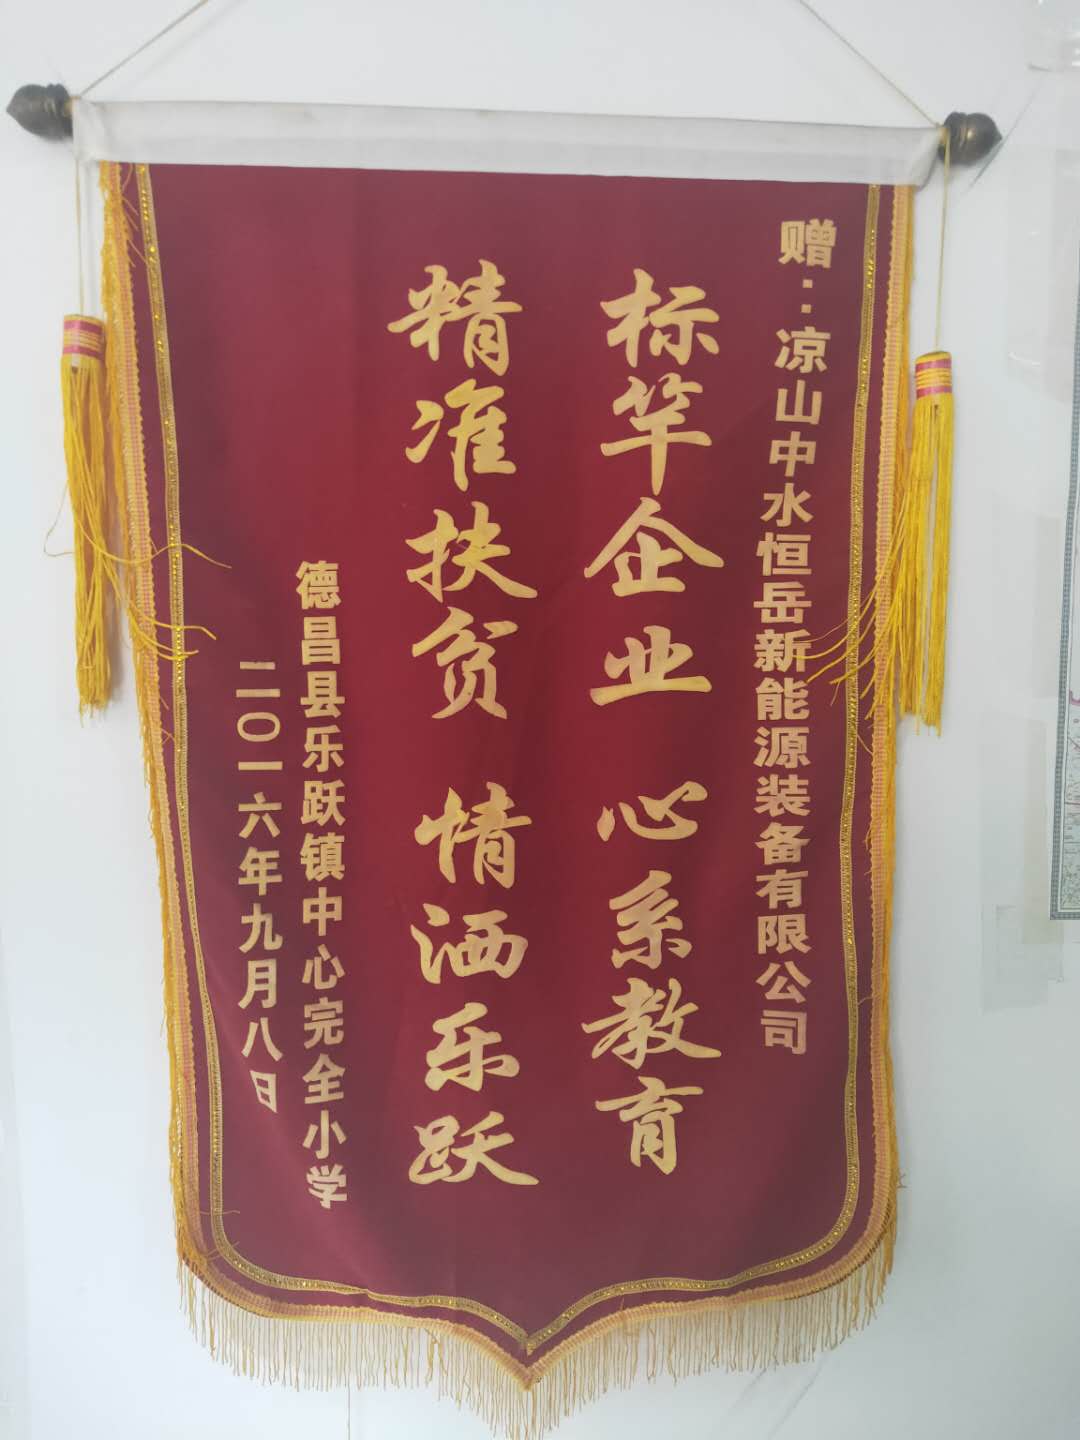 赠：凉山中水恒岳新能源装备有限公司
标竿企业 心系教育
精准扶贫 情洒乐跃
德昌县乐跃镇中心完全小学
二〇一六年九月八日